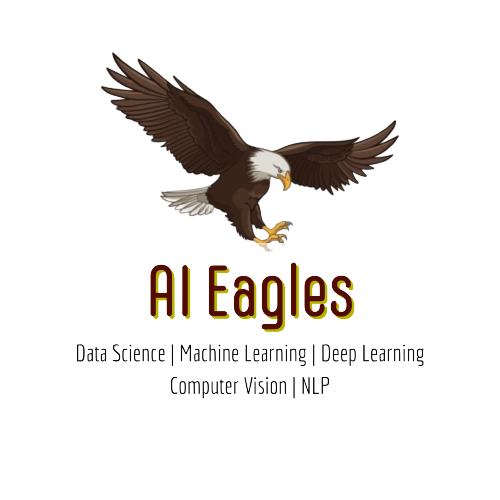 AI Eagles
Data Science | Machine Learning | Deep Learning
Computer Vision | NLP